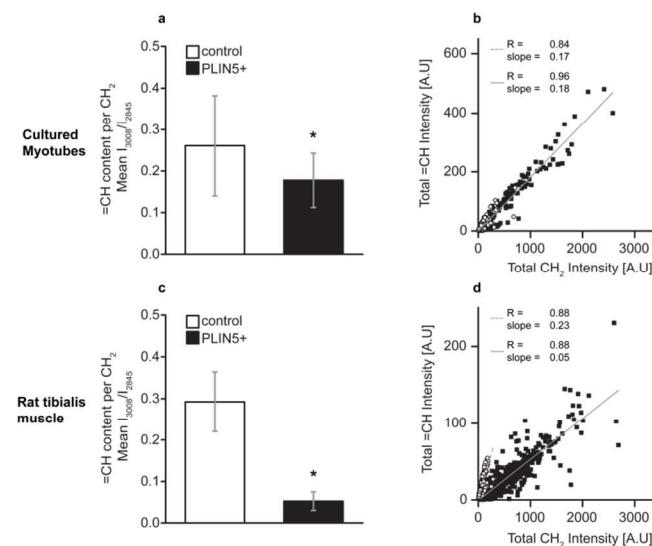 a
0.5
0.4
0.3
0.2
0.1
0.0
=CH content per CH₂
Mean I₃₀₀₈/I₂₈₄₅
control
PLIN5+
*
Cultured
Myotubes
b
600
400
200
0
Total =CH Intensity [A.U]
R = 0.84
slope = 0.17
R = 0.96
slope = 0.18
0 1000 2000 3000
Total CH₂ Intensity [A.U]
c
0.5
0.4
0.3
0.2
0.1
0.0
=CH content per CH₂
Mean I₃₀₀₈/I₂₈₄₅
control
PLIN5+
*
Rat tibialis
muscle
d
200
100
0
Total =CH Intensity [A.U]
R = 0.88
slope = 0.23
R = 0.88
slope = 0.05
0 1000 2000 3000
Total CH₂ Intensity [A.U]